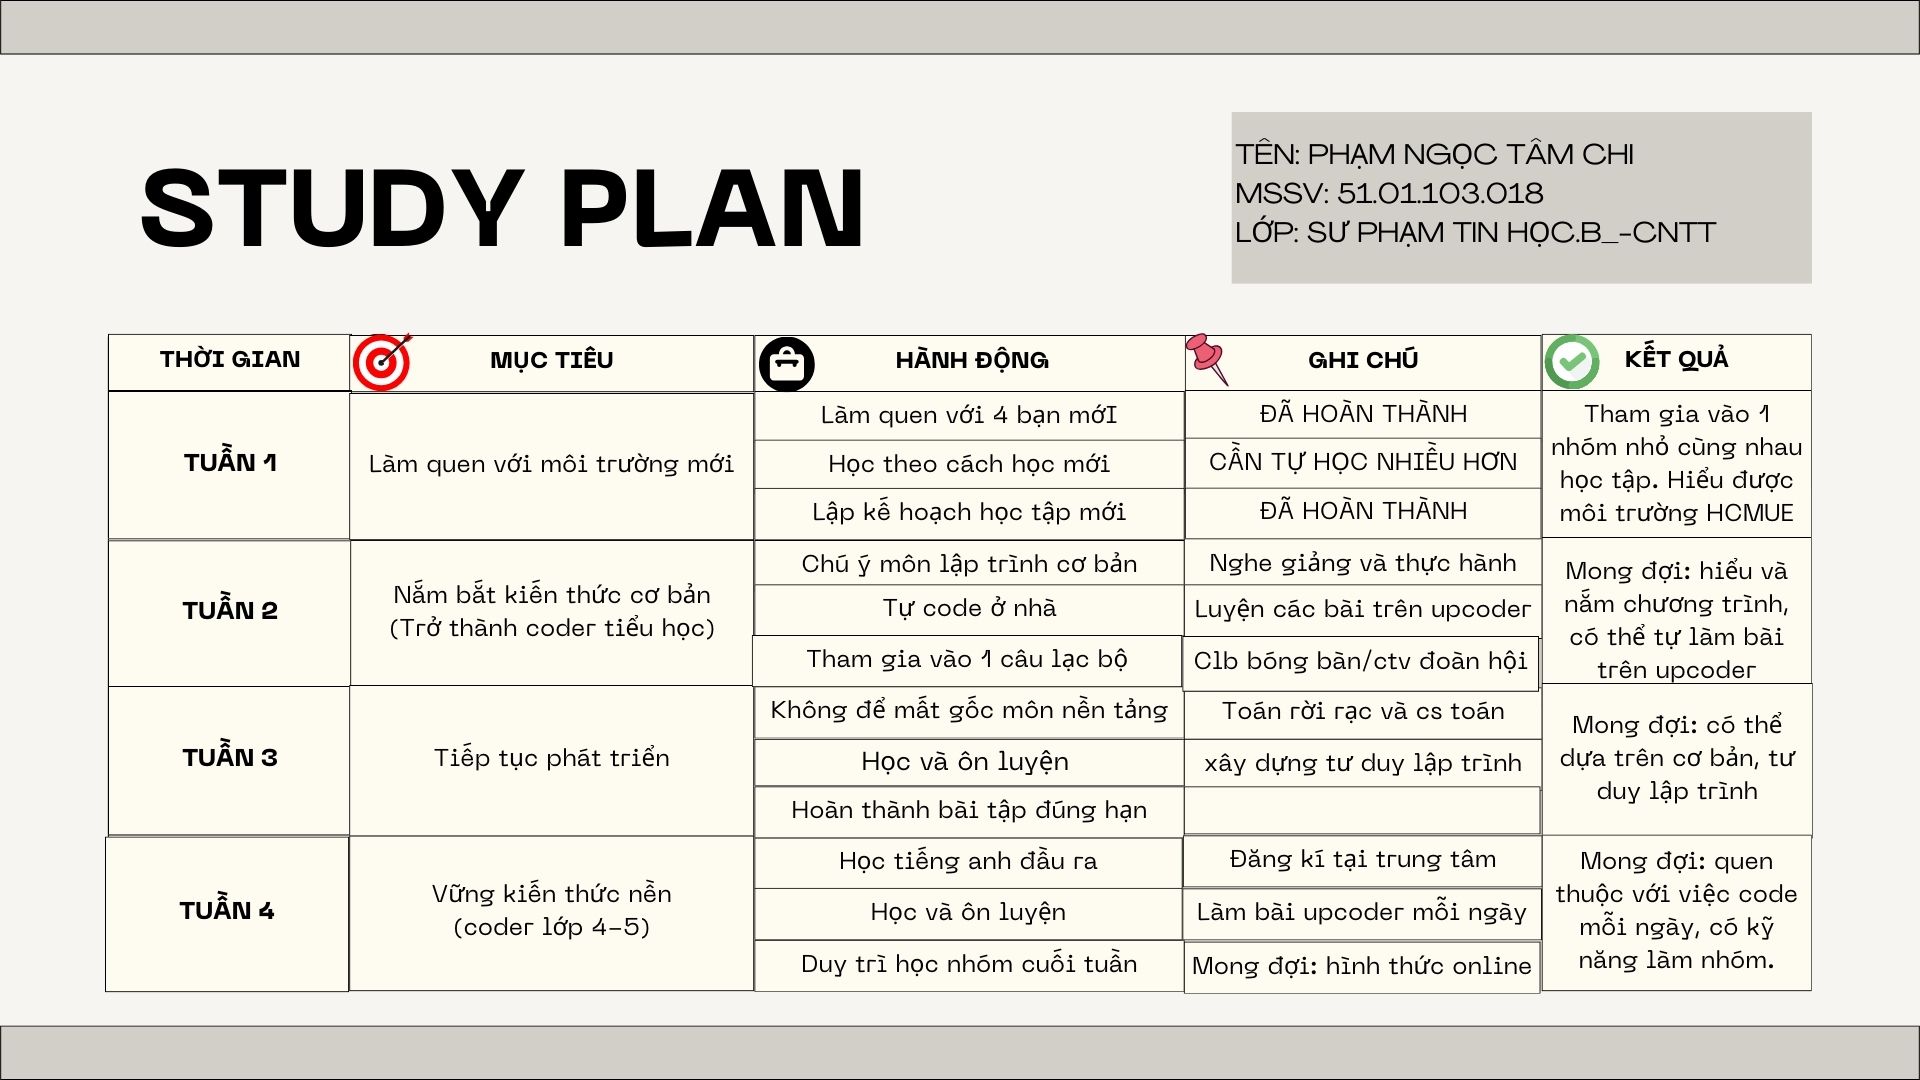 STUDY PLAN
TÊN: PHẠM NGỌC TÂM CHI
MSSV: 51.01.103.018
LỚP: SƯ PHẠM TIN HỌC.B_-CNTT
THỜI GIAN
MỤC TIÊU
HÀNH ĐỘNG
GHI CHÚ
KẾT QUẢ
TUẦN 1
Làm quen với môi trường mới
Làm quen với 4 bạn mớI
ĐÃ HOÀN THÀNH
Học theo cách học mới
CẦN TỰ HỌC NHIỀU HƠN
Lập kế hoạch học tập mới
ĐÃ HOÀN THÀNH
Tham gia vào 1
nhóm nhỏ cùng nhau
học tập. Hiểu được
môi trường HCMUE
TUẦN 2
Nắm bắt kiến thức cơ bản
(Trở thành coder tiểu học)
Chú ý môn lập trình cơ bản
Nghe giảng và thực hành
Tự code ở nhà
Luyện các bài trên upcoder
Tham gia vào 1 câu lạc bộ
Clb bóng bàn/ctv đoàn hội
Mong đợi: hiểu và
nắm chương trình,
có thể tự làm bài
trên upcoder
TUẦN 3
Tiếp tục phát triển
Không để mất gốc môn nền tảng
Toán rời rạc và cs toán
Học và ôn luyện
xây dựng tư duy lập trình
Hoàn thành bài tập đúng hạn
Mong đợi: có thể
dựa trên cơ bản, tư
duy lập trình
TUẦN 4
Vững kiến thức nền
(coder lớp 4-5)
Học tiếng anh đầu ra
Đăng kí tại trung tâm
Học và ôn luyện
Làm bài upcoder mỗi ngày
Duy trì học nhóm cuối tuần
Mong đợi: hình thức online
Mong đợi: quen
thuộc với việc code
mỗi ngày, có kỹ
năng làm nhóm.